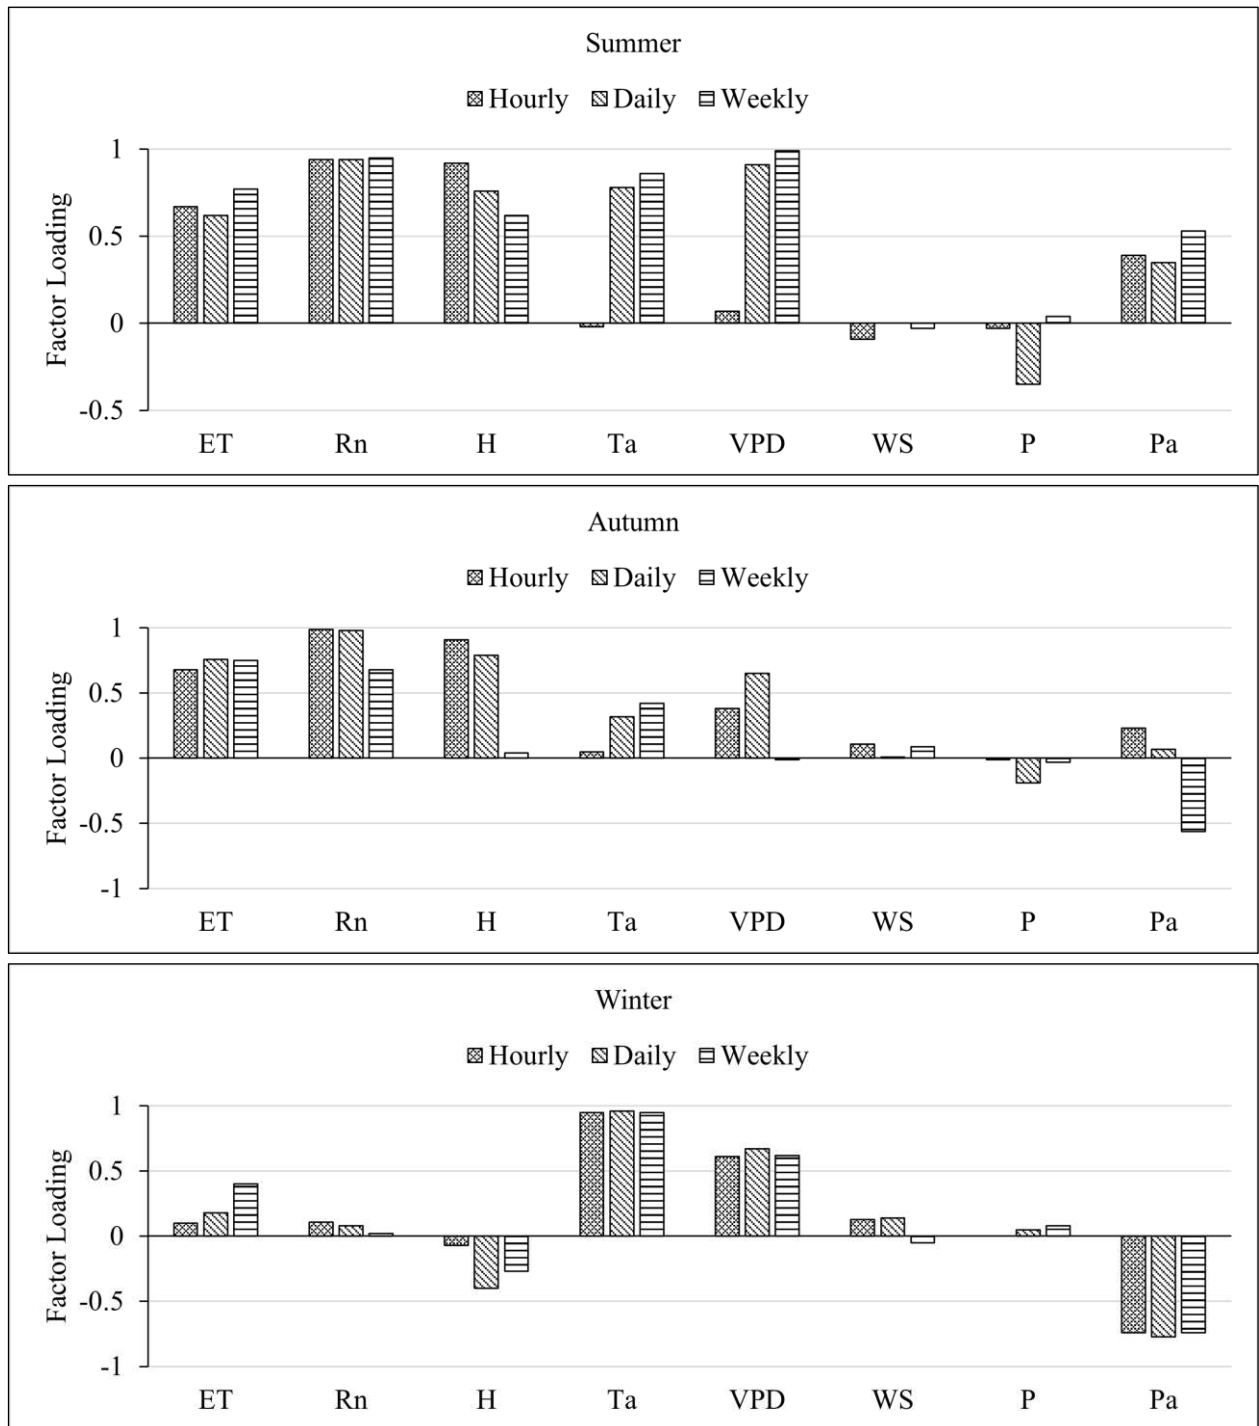 Summer
Hourly Daily Weekly
Factor Loading
1
0.5
0
-0.5
ET Rn H Ta VPD WS P Pa
Autumn
Hourly Daily Weekly
Factor Loading
1
0.5
0
-0.5
-1
ET Rn H Ta VPD WS P Pa
Winter
Hourly Daily Weekly
Factor Loading
1
0.5
0
-0.5
-1
ET Rn H Ta VPD WS P Pa